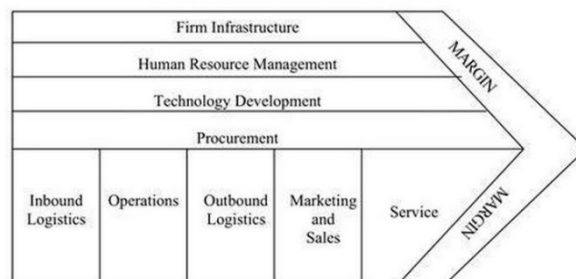 Firm Infrastructure
MARGIN
Human Resource Management
Technology Development
Procurement
Inbound
Logistics
Operations
Outbound
Logistics
Marketing
and
Sales
Service
MARGIN